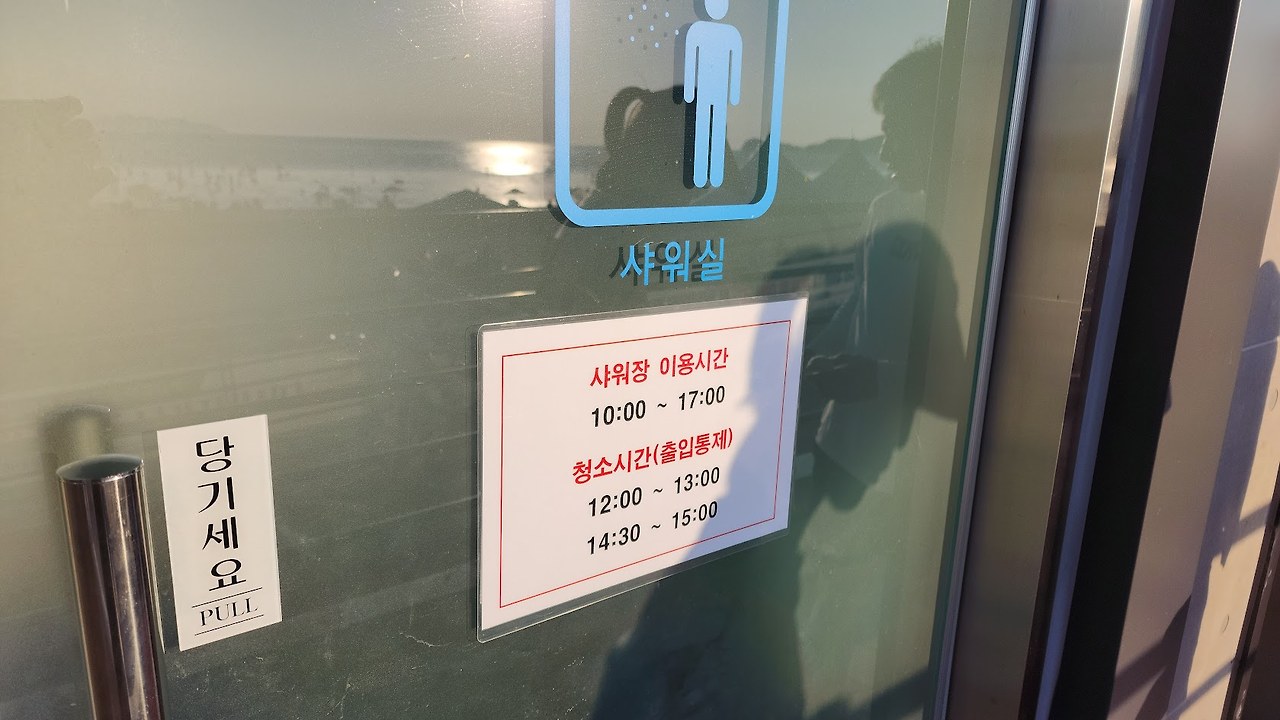 샤워실
샤워장 이용시간
10:00 ~ 17:00
청소시간(출입통제)
12:00 ~ 13:00
14:30 ~ 15:00
당기세요
PULL